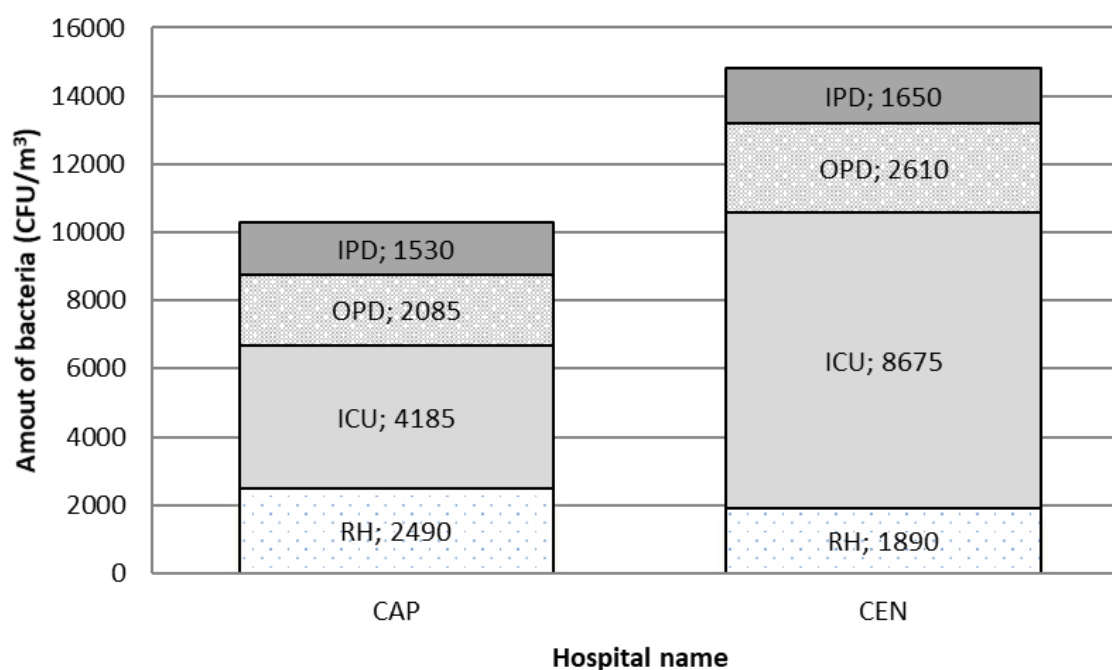 16000
14000
12000
10000
8000
6000
4000
2000
0
Amout of bacteria (CFU/m³)
IPD; 1530
OPD; 2085
ICU; 4185
RH; 2490
IPD; 1650
OPD; 2610
ICU; 8675
RH; 1890
CAP
CEN
Hospital name